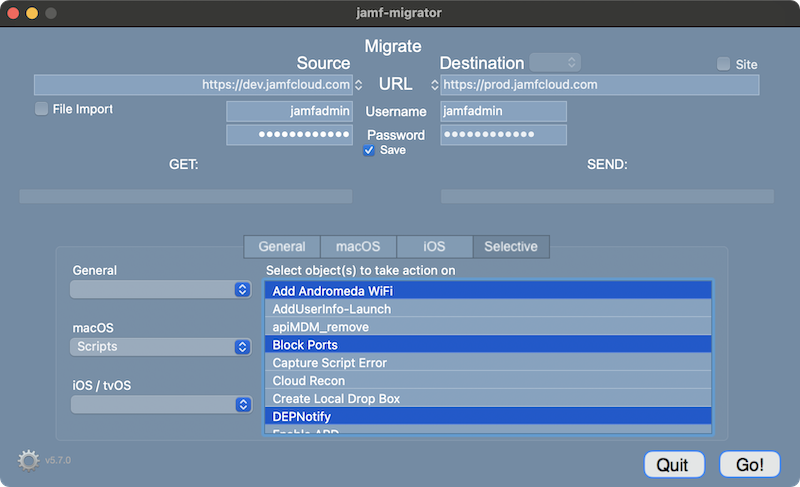 jamf-migrator
Migrate
Source
Destination
Site
https://dev.jamfcloud.com
URL
https://prod.jamfcloud.com
File Import
jamfadmin
Username
jamfadmin
Password
Save
GET:
SEND:
General
macOS
iOS
Selective
General
Select object(s) to take action on
Add Andromeda WiFi
AddUserInfo-Launch
apiMDM_remove
macOS
Scripts
Block Ports
Capture Script Error
Cloud Recon
iOS / tvOS
Create Local Drop Box
DEPNotify
v5.7.0
Quit
Go!